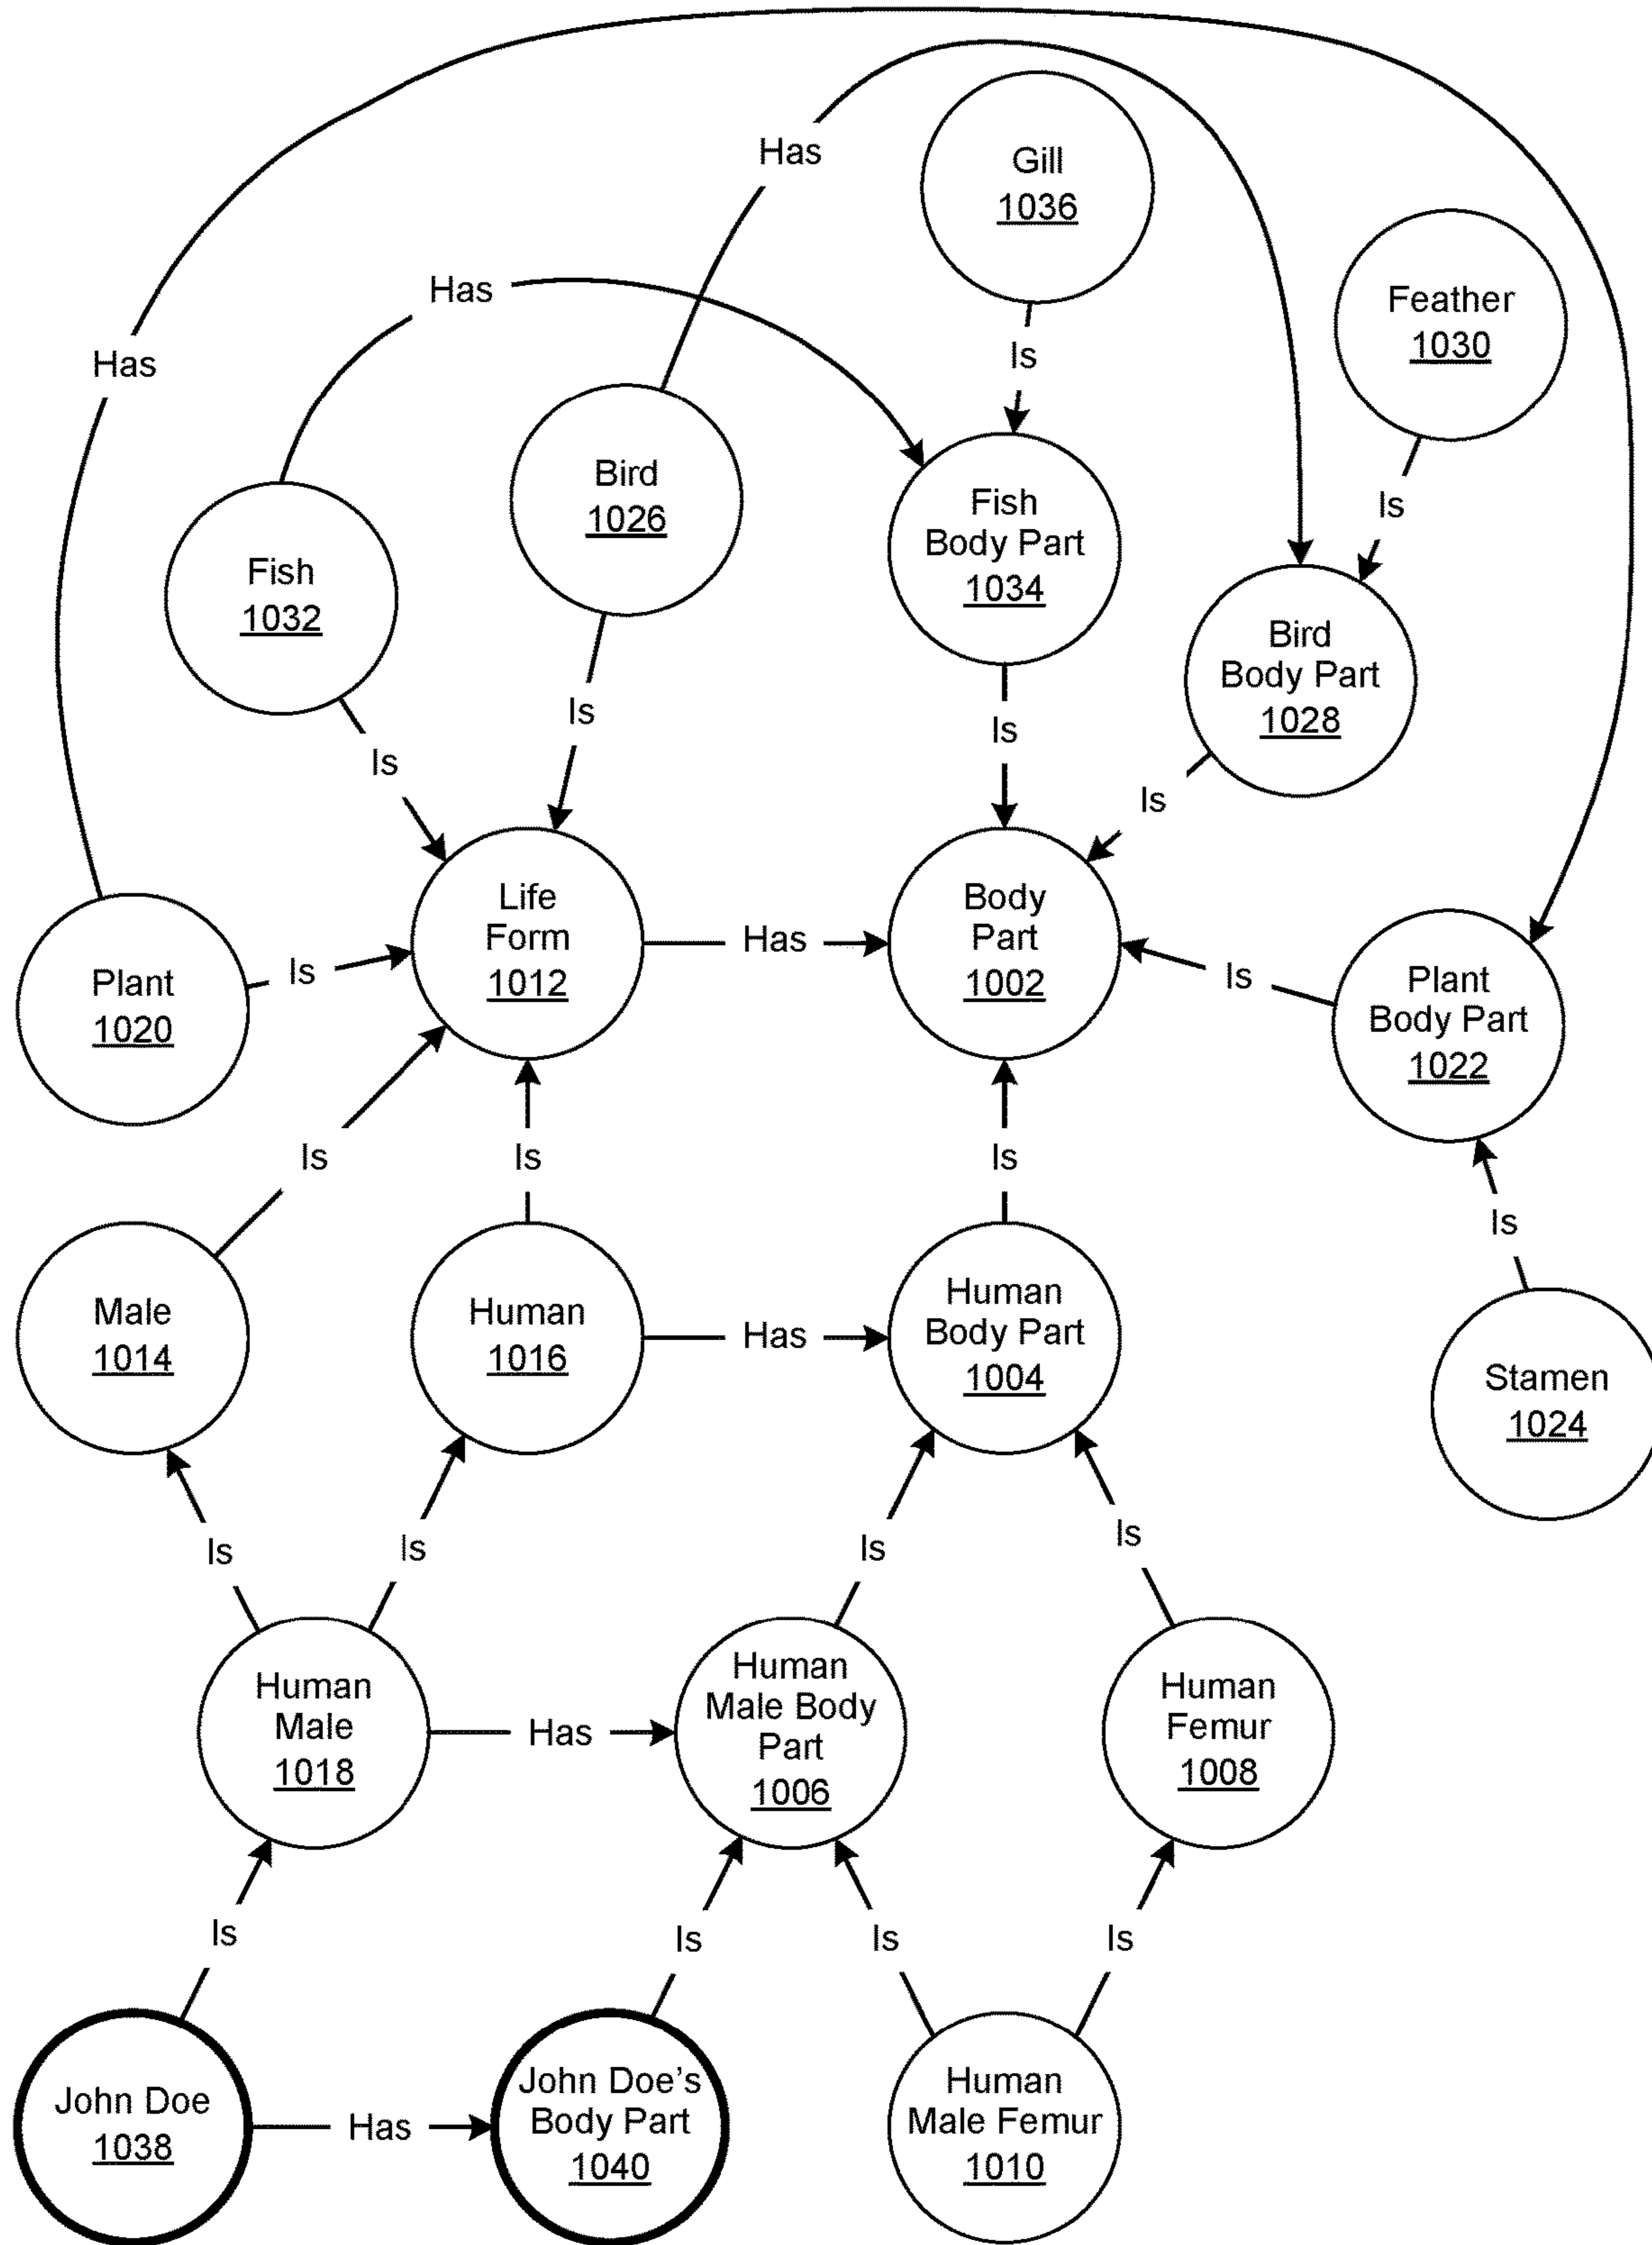 Has
Gill
1036
Feather
1030
Has
Is
Has
Bird
1026
Fish
Body Part
1034
Is
Fish
1032
Bird
Body Part
1028
Is
Is
Is
Is
Life
Form
1012
Has
Body
Part
1002
Plant
1020
Is
Is
Plant
Body Part
1022
Is
Is
Is
Is
Male
1014
Human
1016
Has
Human
Body Part
1004
Stamen
1024
Is
Is
Is
Is
Human
Male
1018
Has
Human
Male Body
Part
1006
Human
Femur
1008
Is
Is
Is
Is
John Doe
1038
Has
John Doe’s
Body Part
1040
Human
Male Femur
1010